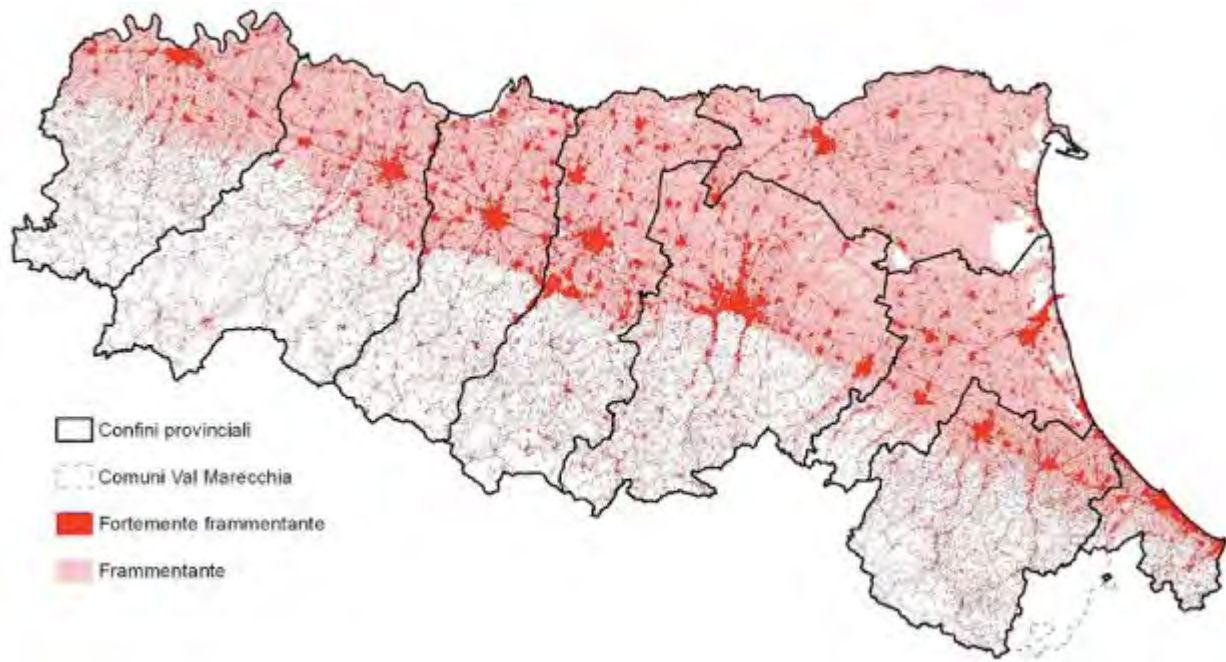 Confini provinciali
Comuni Val Marecchia
Fortemente frammentante
Frammentante